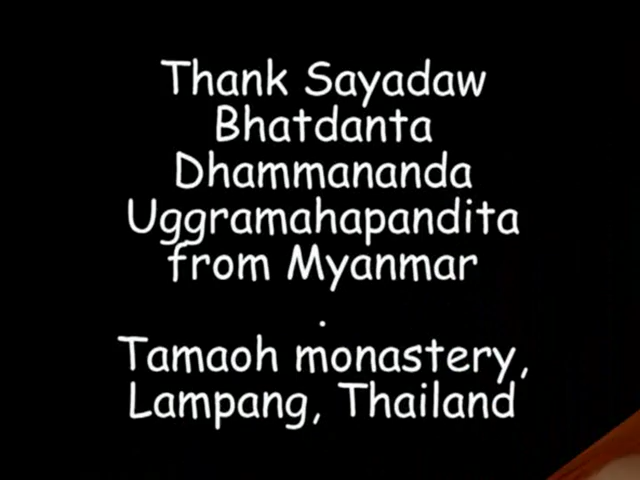 Thank Sayadaw
Bhatdanta
Dhammananda
Uggramahapandita
from Myanmar
.
Tamaoh monastery,
Lampang, Thailand